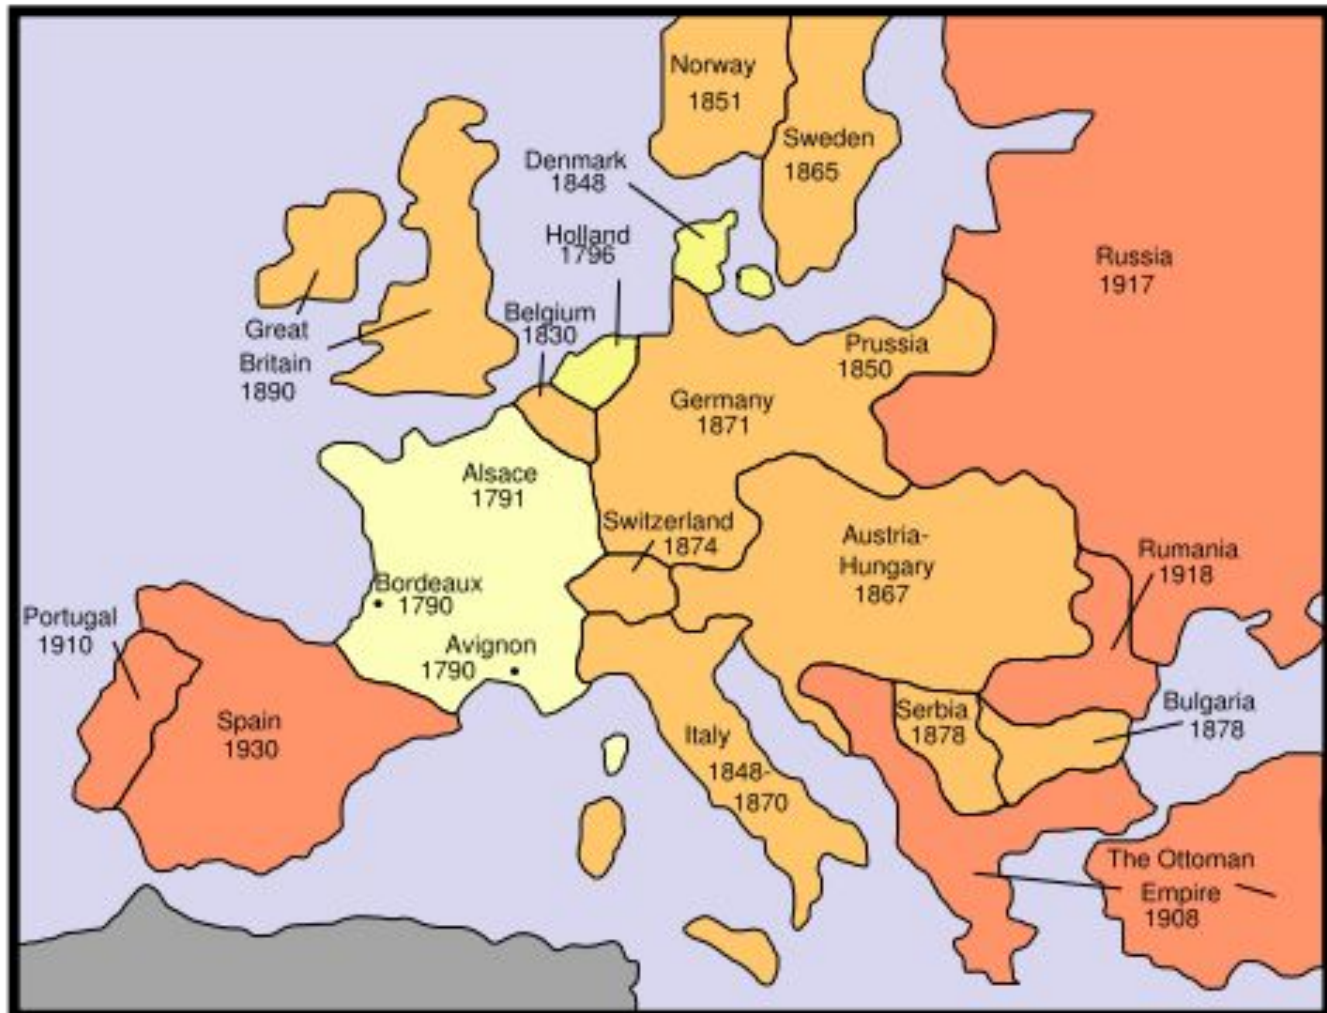 Norway
1851
Sweden
1865
Denmark
1848
Holland
1796
Belgium
1830
Great
Britain
1890
Russia
1917
Prussia
1850
Germany
1871
Alsace
1791
Switzerland
1874
Austria-
Hungary
1867
Rumania
1918
Bordeaux
1790
Avignon
1790
Portugal
1910
Spain
1930
Italy
1848-
1870
Serbia
1878
Bulgaria
1878
The Ottoman
Empire
1908